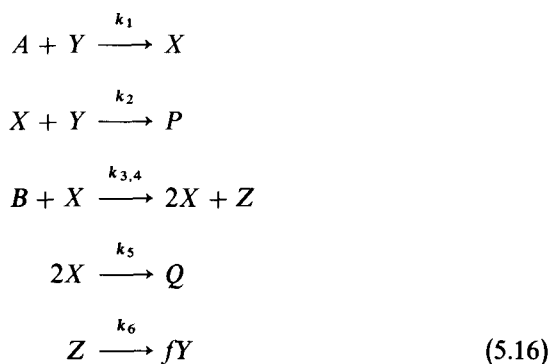 k₁
A + Y ⟶ X
k₂
X + Y ⟶ P
k₃,₄
B + X ⟶ 2X + Z
k₅
2X ⟶ Q
k₆
Z ⟶ fY (5.16)